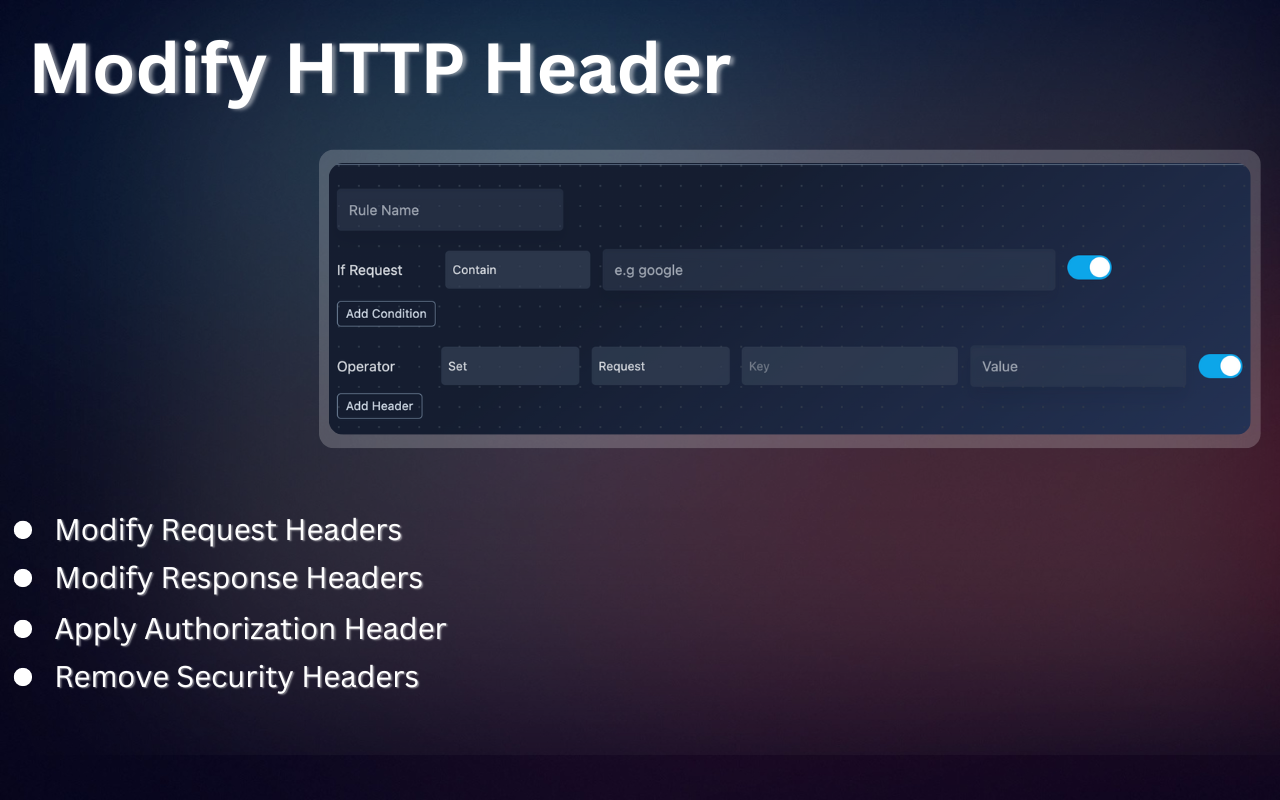 Modify HTTP Header
Rule Name
If Request Contain e.g google
Add Condition
Operator Set Request Key Value
Add Header
Modify Request Headers
Modify Response Headers
Apply Authorization Header
Remove Security Headers